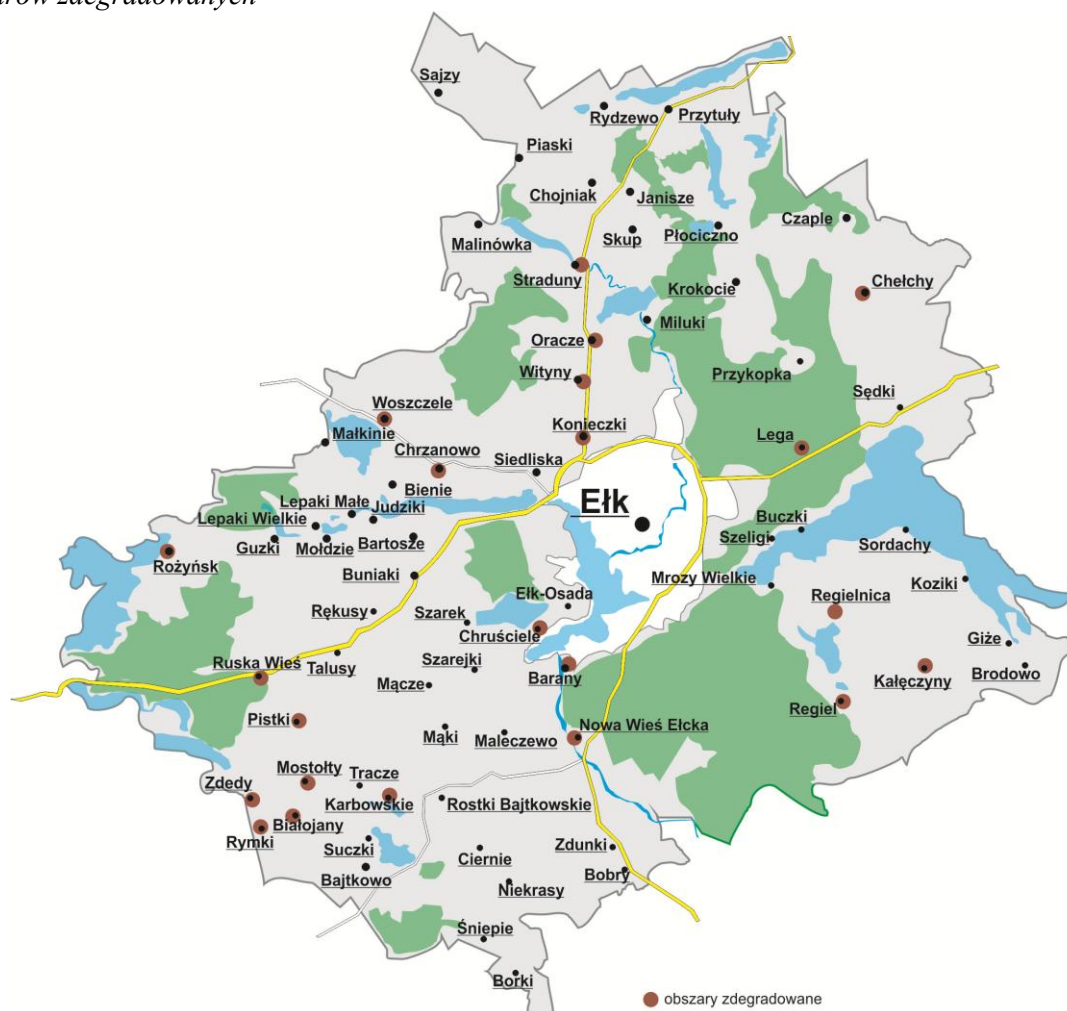 zdegradowanych
Sajzy
Rydzewo
Przytuły
Piaski
Chojniak
Janisze
Czaple
Malinówka
Skup
Płociczno
Straduny
Krokocie
Chełchy
Miluki
Oracze
Przykopka
Wityny
Sędki
Woszczele
Małkinie
Konieczki
Lega
Chrzanowo
Siedliska
Bienie
Ełk
Lepaki Małe
Judziki
Lepaki Wielkie
Buczki
Szeligi
Sordachy
Guzki
Mołdzie
Bartosze
Rożyńsk
Buniaki
Mrozy Wielkie
Koziki
Ełk-Osada
Regielnica
Rękusy
Szarek
Chruściele
Giże
Talusy
Ruska Wieś
Szarejki
Barany
Kałęczyny
Brodowo
Mącze
Regiel
Pistki
Mąki
Maleczewo
Nowa Wieś Ełcka
Mostołty
Tracze
Zdedy
Karbowskie
Rostki Bajtkowskie
Białojany
Rymki
Suczki
Ciernie
Zdunki
Bajtkowo
Bobry
Niekrasy
Śniepie
Borki
obszary zdegradowane